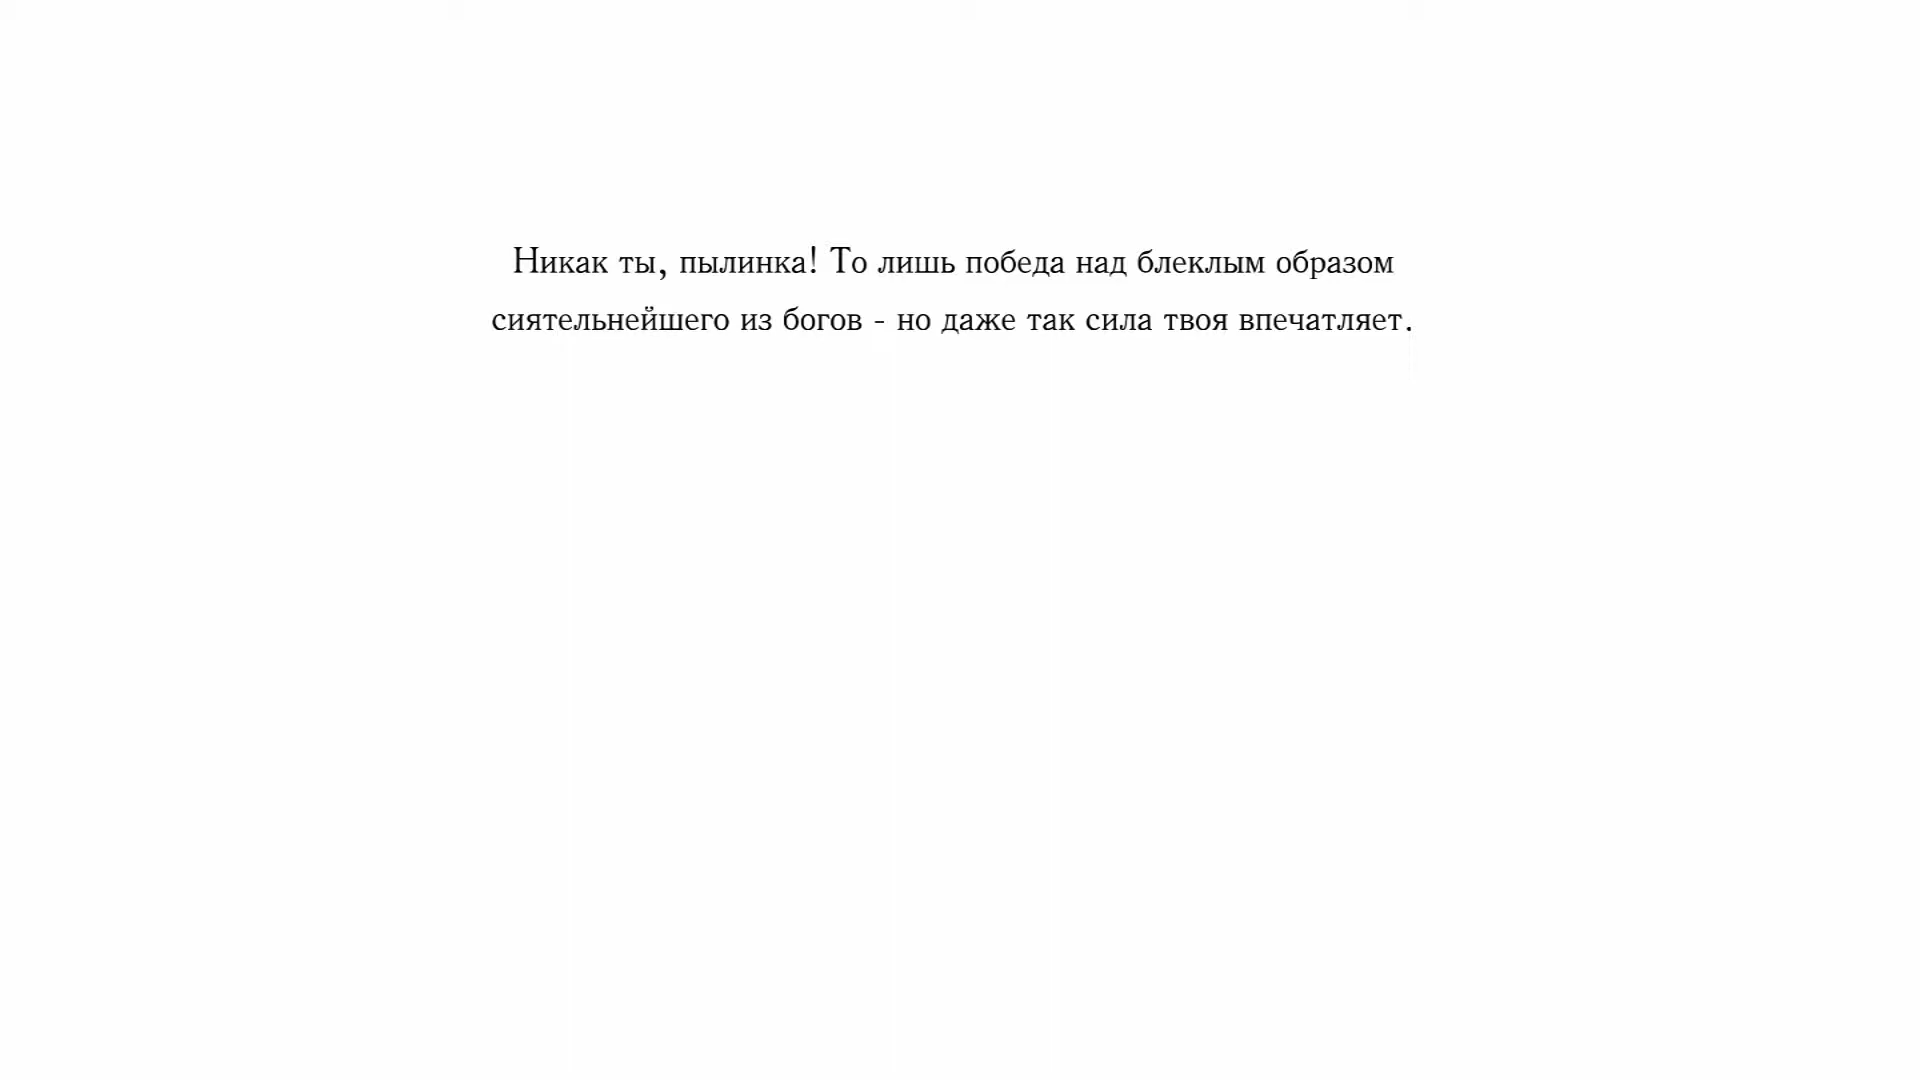 Никак ты, пылинка! То лишь победа над блеклым образом
сиятельнейшего из богов - но даже так сила твоя впечатляет.